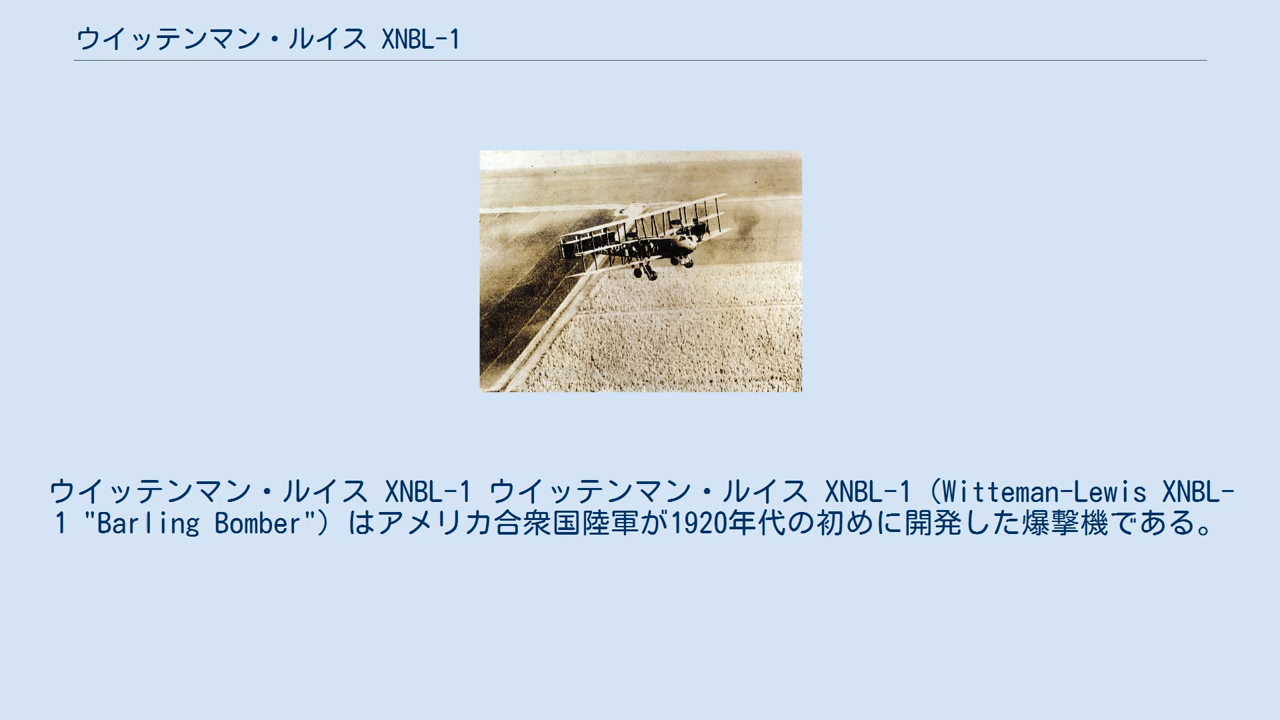 ウイッテンマン・ルイス XNBL-1
ウイッテンマン・ルイス XNBL-1 ウイッテンマン・ルイス XNBL-1（Witteman-Lewis XNBL-
1 "Barling Bomber"）はアメリカ合衆国陸軍が1920年代の初めに開発した爆撃機である。